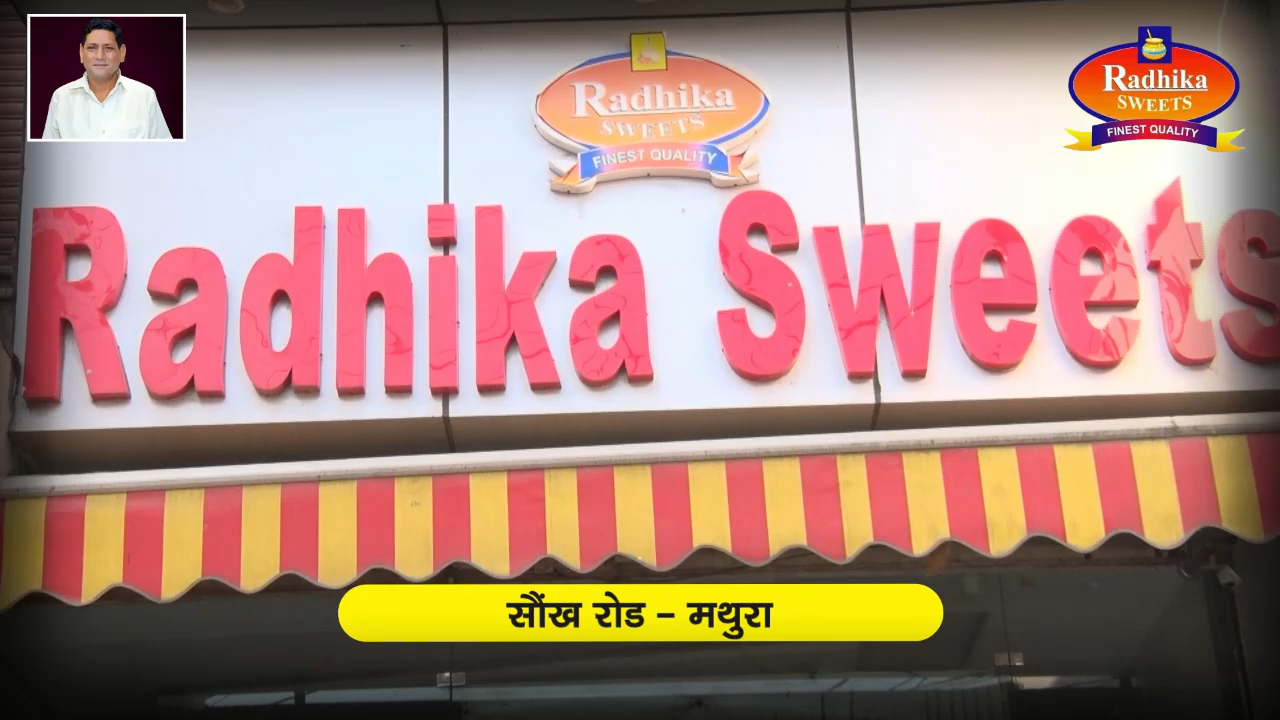 Radhika
SWEETS
FINEST QUALITY
Radhika
SWEETS
FINEST QUALITY
Radhika Sweets
सौंख रोड - मथुरा